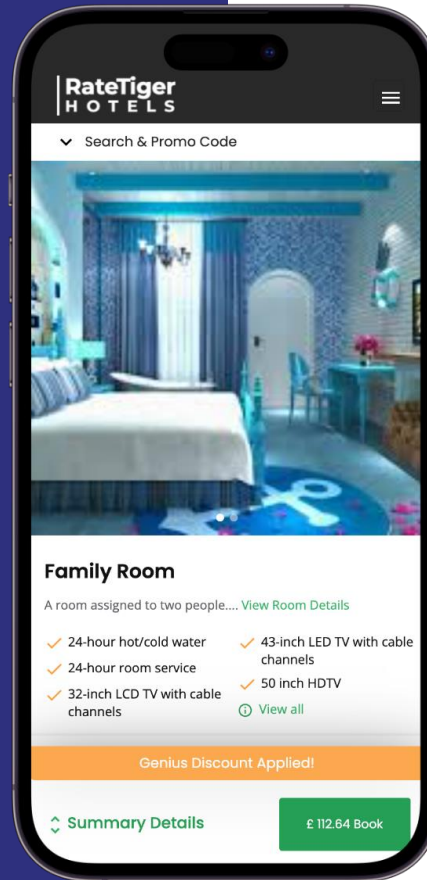 RateTiger
HOTELS
Search & Promo Code
Family Room
A room assigned to two people.... View Room Details
24-hour hot/cold water
24-hour room service
32-inch LCD TV with cable
channels
43-inch LED TV with cable
channels
50 inch HDTV
View all
Genius Discount Applied!
Summary Details
£ 112.64 Book